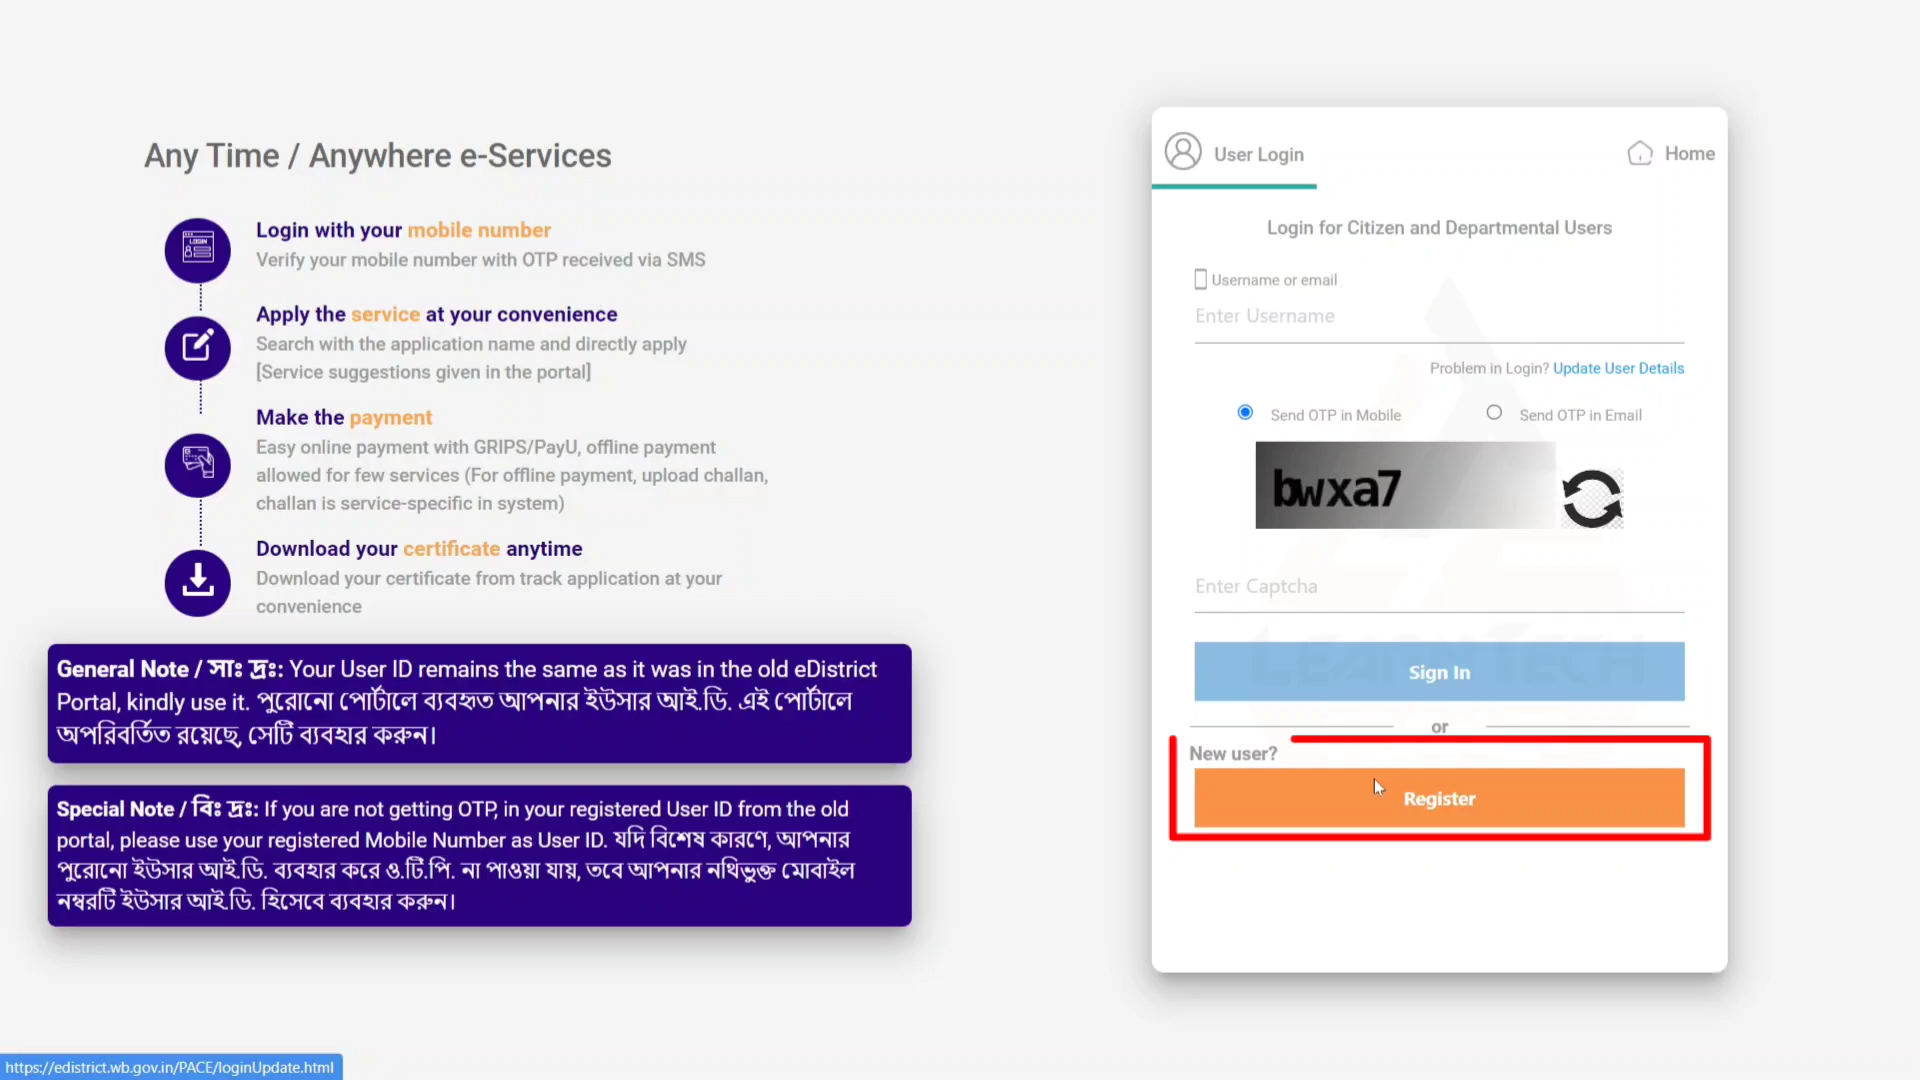 Any Time / Anywhere e-Services
Login with your mobile number
Verify your mobile number with OTP received via SMS
Apply the service at your convenience
Search with the application name and directly apply
[Service suggestions given in the portal]
Make the payment
Easy online payment with GRIPS/PayU, offline payment
allowed for few services (For offline payment, upload challan,
challan is service-specific in system)
Download your certificate anytime
Download your certificate from track application at your
convenience
General Note / সাঃ দ্রঃ: Your User ID remains the same as it was in the old eDistrict
Portal, kindly use it. পুরোনো পোর্টালে ব্যবহৃত আপনার ইউসার আই.ডি. এই পোর্টালে
অপরিবর্তিত রয়েছে, সেটি ব্যবহার করুন।
Special Note / বিঃ দ্রঃ: If you are not getting OTP, in your registered User ID from the old
portal, please use your registered Mobile Number as User ID. যদি বিশেষ কারণে, আপনার
পুরোনো ইউসার আই.ডি. ব্যবহার করে ও.টি.পি. না পাওয়া যায়, তবে আপনার নথিভুক্ত মোবাইল
নম্বরটি ইউসার আই.ডি. হিসেবে ব্যবহার করুন।
User Login
Home
Login for Citizen and Departmental Users
Username or email
Enter Username
Problem in Login? Update User Details
Send OTP in Mobile
Send OTP in Email
bwxa7
Enter Captcha
LEARNTECH
Sign In
or
New user?
Register
https://edistrict.wb.gov.in/PACE/loginUpdate.html